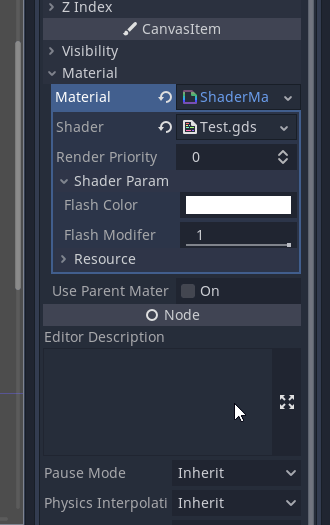 Z Index
CanvasItem
Visibility
Material
Material ShaderMa
Shader Test.gds
Render Priority 0
Shader Param
Flash Color
Flash Modifer 1
Resource
Use Parent Mater On
Node
Editor Description
Pause Mode Inherit
Physics Interpolati Inherit